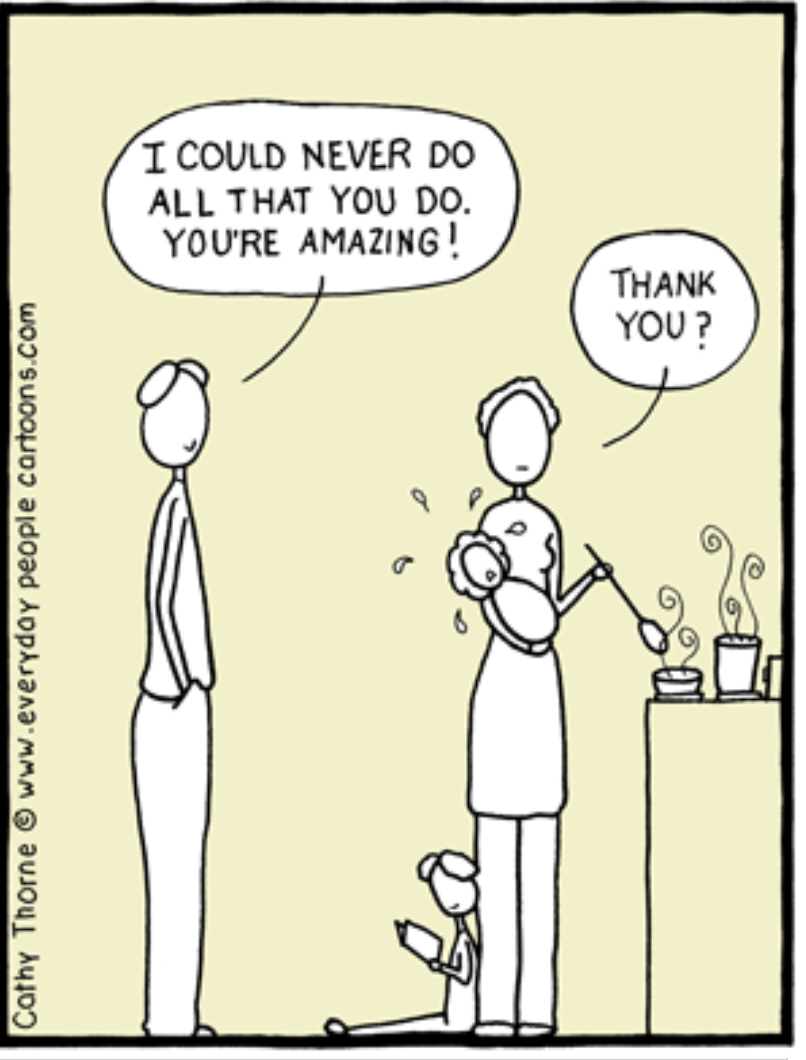 I COULD NEVER DO
ALL THAT YOU DO.
YOU'RE AMAZING!
THANK
YOU?
Cathy Thorne © www.everyday people cartoons.com